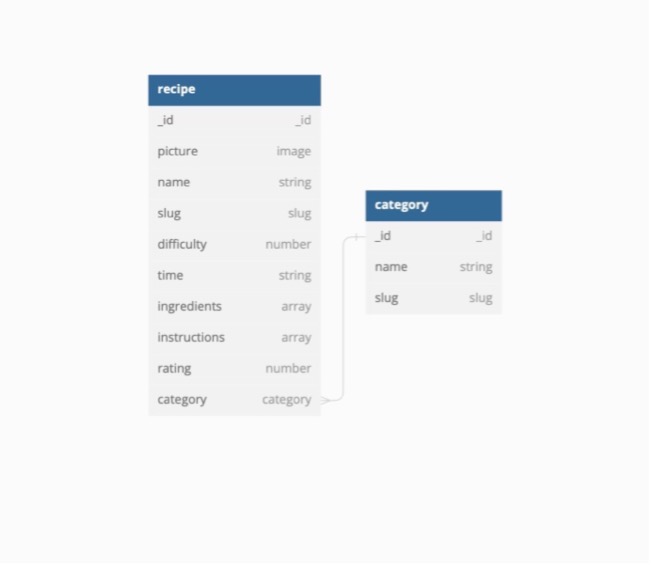 recipe
_id _id
picture image
name string
slug slug
difficulty number
time string
ingredients array
instructions array
rating number
category category
category
_id _id
name string
slug slug